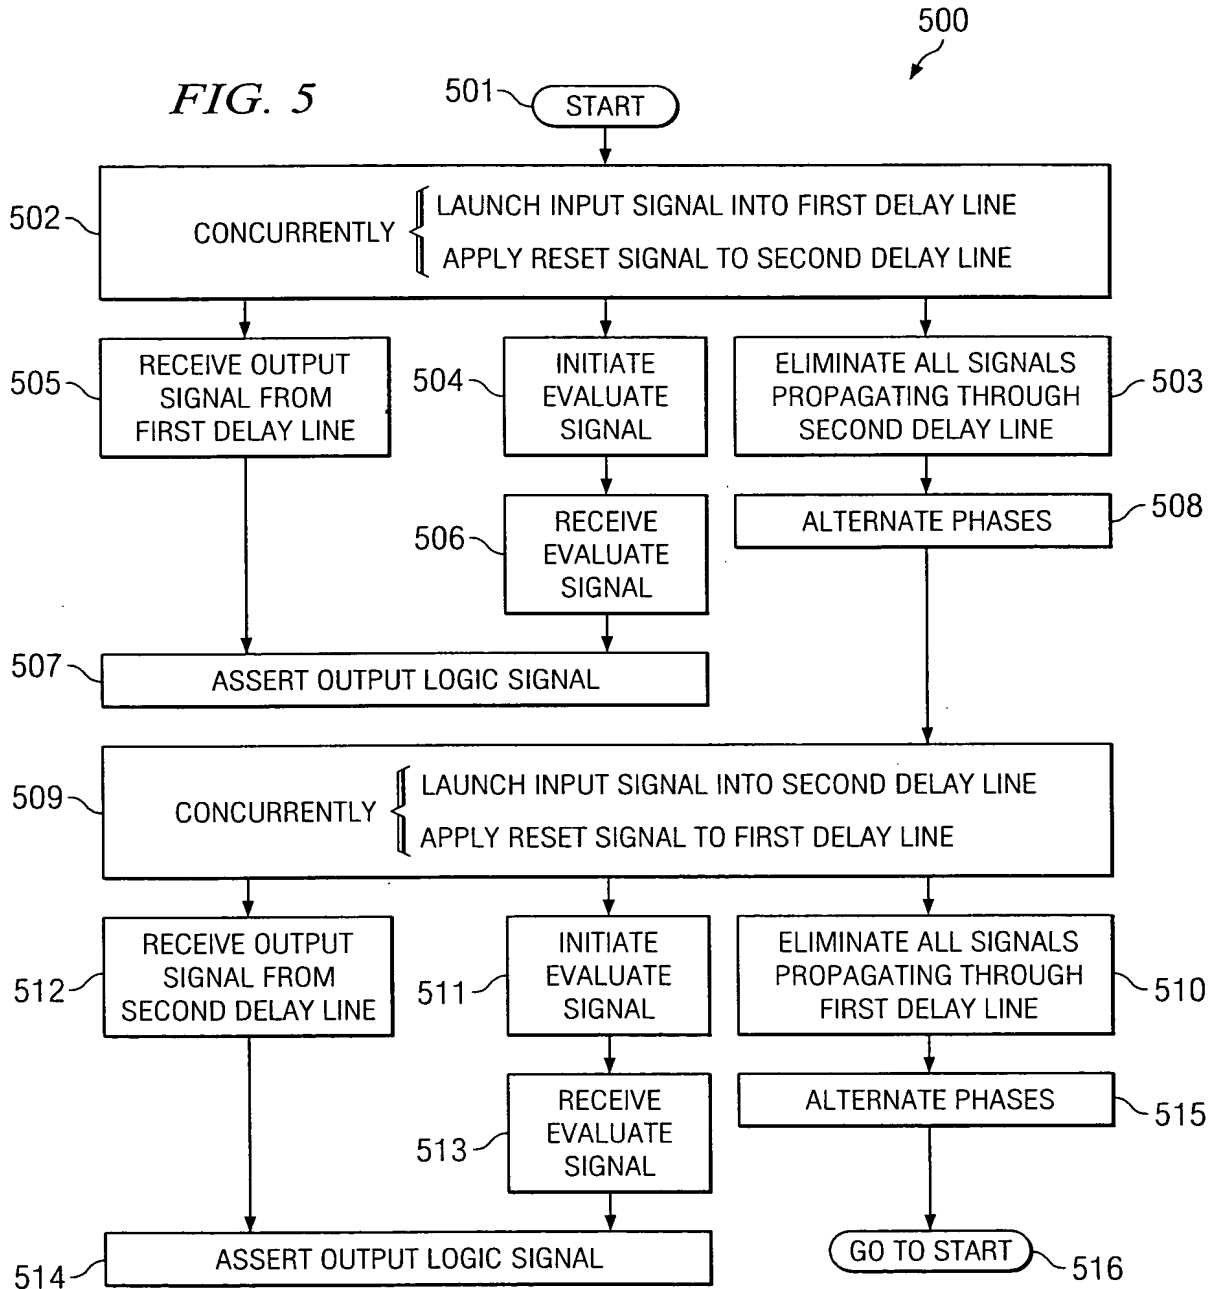 500
FIG. 5
501
START
502
CONCURRENTLY
LAUNCH INPUT SIGNAL INTO FIRST DELAY LINE
APPLY RESET SIGNAL TO SECOND DELAY LINE
505
RECEIVE OUTPUT
SIGNAL FROM
FIRST DELAY LINE
504
INITIATE
EVALUATE
SIGNAL
ELIMINATE ALL SIGNALS
PROPAGATING THROUGH
SECOND DELAY LINE
503
506
RECEIVE
EVALUATE
SIGNAL
ALTERNATE PHASES
508
507
ASSERT OUTPUT LOGIC SIGNAL
509
CONCURRENTLY
LAUNCH INPUT SIGNAL INTO SECOND DELAY LINE
APPLY RESET SIGNAL TO FIRST DELAY LINE
512
RECEIVE OUTPUT
SIGNAL FROM
SECOND DELAY LINE
511
INITIATE
EVALUATE
SIGNAL
ELIMINATE ALL SIGNALS
PROPAGATING THROUGH
FIRST DELAY LINE
510
513
RECEIVE
EVALUATE
SIGNAL
ALTERNATE PHASES
515
514
ASSERT OUTPUT LOGIC SIGNAL
GO TO START
516